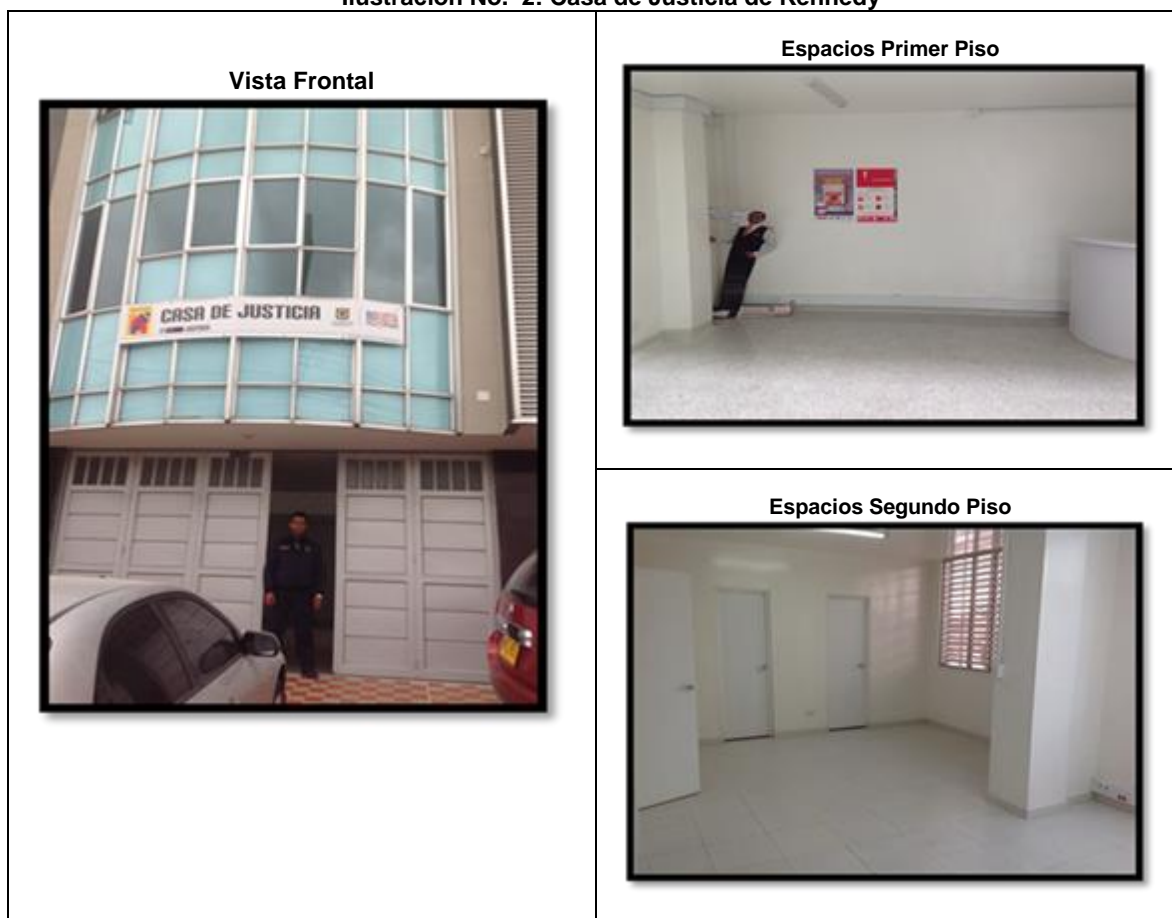 Ilustración No. 2: Casa de Justicia de Kennedy
Vista Frontal
CASA DE JUSTICIA
Espacios Primer Piso
Espacios Segundo Piso